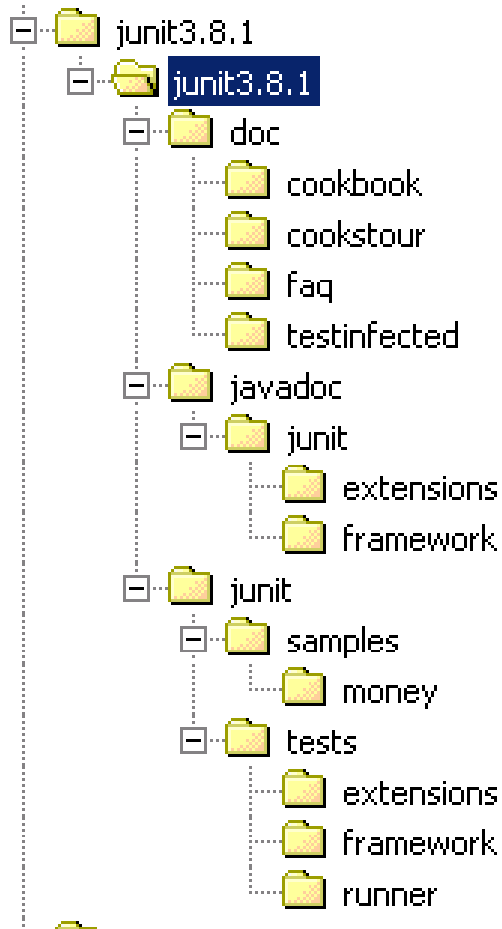 junit3.8.1
junit3.8.1
doc
cookbook
cookstour
faq
testinfected
javadoc
junit
extensions
framework
junit
samples
money
tests
extensions
framework
runner